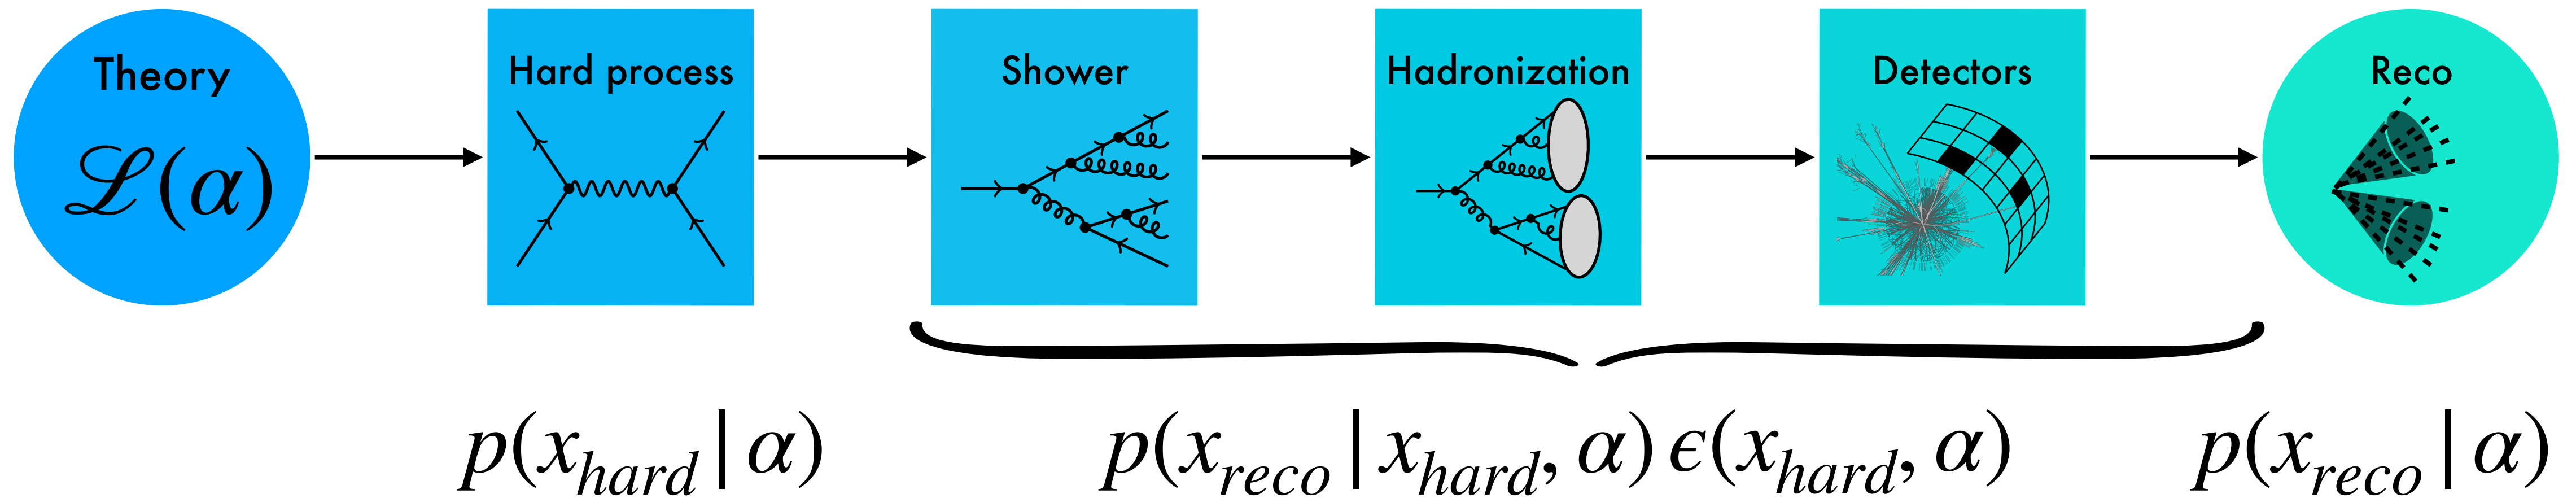 Theory
ℒ(α)
Hard process
Shower
Hadronization
Detectors
Reco
p(x_hard | α)
p(x_reco | x_hard, α) ϵ(x_hard, α)
p(x_reco | α)